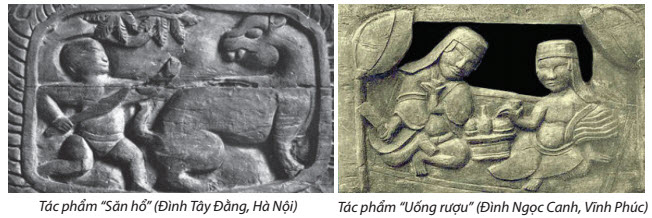 Tác phẩm “Săn hổ” (Đình Tây Đằng, Hà Nội)
Tác phẩm “Uống rượu” (Đình Ngọc Canh, Vĩnh Phúc)